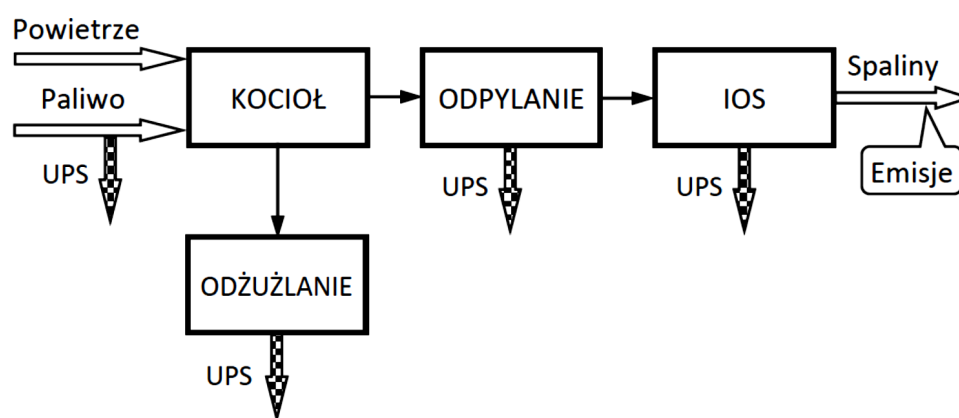 Powietrze
Paliwo
UPS
KOCIOŁ
ODPYLANIE
UPS
IOS
UPS
Spaliny
Emisje
ODŻUŻLANIE
UPS